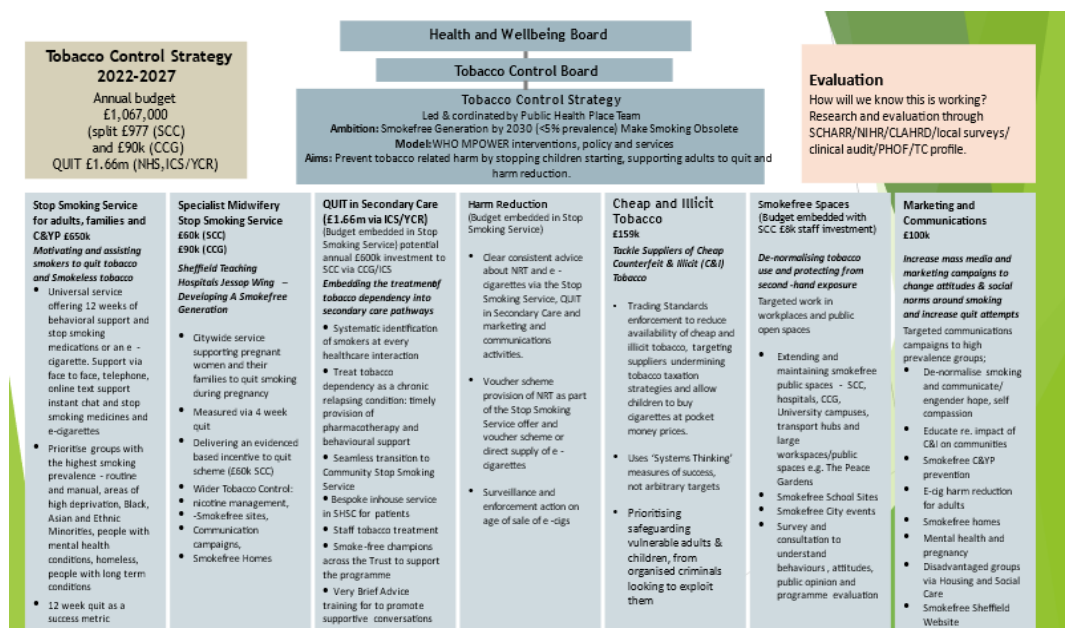 Tobacco Control Strategy
2022-2027
Annual budget
£1,067,000
(split £977 (SCC)
and £90k (CCG)
QUIT £1.66m (NHS,ICS/YCR)
Health and Wellbeing Board
Tobacco Control Board
Tobacco Control Strategy
Led & cordinated by Public Health Place Team
Ambition: Smokefree Generation by 2030 (<5% prevalence) Make Smoking Obsolete
Model:WHO MPOWER interventions, policy and services
Aims: Prevent tobacco related harm by stopping children starting, supporting adults to quit and
harm reduction.
Evaluation
How will we know this is working?
Research and evaluation through
SCHARR/NIHR/CLAHRD/local surveys/
clinical audit/PHOF/TC profile.
Stop Smoking Service
for adults, families and
C&YP £650k
Motivating and assisting
smokers to quit tobacco
and Smokeless tobacco
• Universal service
offering 12 weeks of
behavioral support and
stop smoking
medications or an e -
cigarette. Support via
face to face, telephone,
online text support
instant chat and stop
smoking medicines and
e-cigarettes
• Prioritise groups with
the highest smoking
prevalence - routine
and manual, areas of
high deprivation, Black,
Asian and Ethnic
Minorities, people with
mental health
conditions, homeless,
people with long term
conditions
• 12 week quit as a
success metric
Specialist Midwifery
Stop Smoking Service
£60k (SCC)
£90k (CCG)
Sheffield Teaching
Hospitals Jessop Wing –
Developing A Smokefree
Generation
• Citywide service
supporting pregnant
women and their
families to quit smoking
during pregnancy
• Measured via 4 week
quit
• Delivering an evidenced
based incentive to quit
scheme (£60k SCC)
• Wider Tobacco Control:
• nicotine management,
• -Smokefree sites,
• Communication
campaigns,
• Smokefree Homes
QUIT in Secondary Care
(£1.66m via ICS/YCR)
(Budget embedded in Stop
Smoking Service) potential
annual £600k investment to
SCC via CCG/ICS
Embedding the treatment of
tobacco dependency into
secondary care pathways
• Systematic identification
of smokers at every
healthcare interaction
• Treat tobacco
dependency as a chronic
relapsing condition: timely
provision of
pharmacotherapy and
behavioural support
• Seamless transition to
Community Stop Smoking
Service
• Bespoke inhouse service
in SHSC for patients
• Staff tobacco treatment
• Smoke-free champions
across the Trust to support
the programme
• Very Brief Advice
training for to promote
supportive conversations
Harm Reduction
(Budget embedded in Stop
Smoking Service)
• Clear consistent advice
about NRT and e -
cigarettes via the Stop
Smoking Service, QUIT
in Secondary Care and
marketing and
communications
activities.
• Voucher scheme
provision of NRT as part
of the Stop Smoking
Service offer and
voucher scheme or
direct supply of e -
cigarettes
• Surveillance and
enforcement action on
age of sale of e -cigs
Cheap and Illicit
Tobacco
£159k
Tackle Suppliers of Cheap
Counterfeit & Illicit (C&I)
Tobacco
• Trading Standards
enforcement to reduce
availability of cheap and
illicit tobacco, targeting
suppliers undermining
tobacco taxation
strategies and allow
children to buy
cigarettes at pocket
money prices.
• Uses ‘Systems Thinking’
measures of success,
not arbitrary targets
• Prioritising
safeguarding
vulnerable adults &
children, from
organised criminals
looking to exploit
them
Smokefree Spaces
(Budget embedded with
SCC £8k staff investment)
De-normalising tobacco
use and protecting from
second -hand exposure
Targeted work in
workplaces and public
open spaces
• Extending and
maintaining smokefree
public spaces - SCC,
hospitals, CCG,
University campuses,
transport hubs and
large
workspaces/public
spaces e.g. The Peace
Gardens
• Smokefree School Sites
• Smokefree City events
• Survey and
consultation to
understand
behaviours , attitudes,
public opinion and
programme evaluation
Marketing and
Communications
£100k
Increase mass media and
marketing campaigns to
change attitudes & social
norms around smoking
and increase quit attempts
Targeted communications
campaigns to high
prevalence groups;
• De-normalise smoking
and communicate/
engender hope, self
compassion
• Educate re. impact of
C&I on communities
• Smokefree C&YP
prevention
• E-cig harm reduction
for adults
• Smokefree homes
• Mental health and
pregnancy
• Disadvantaged groups
via Housing and Social
Care
• Smokefree Sheffield
Website